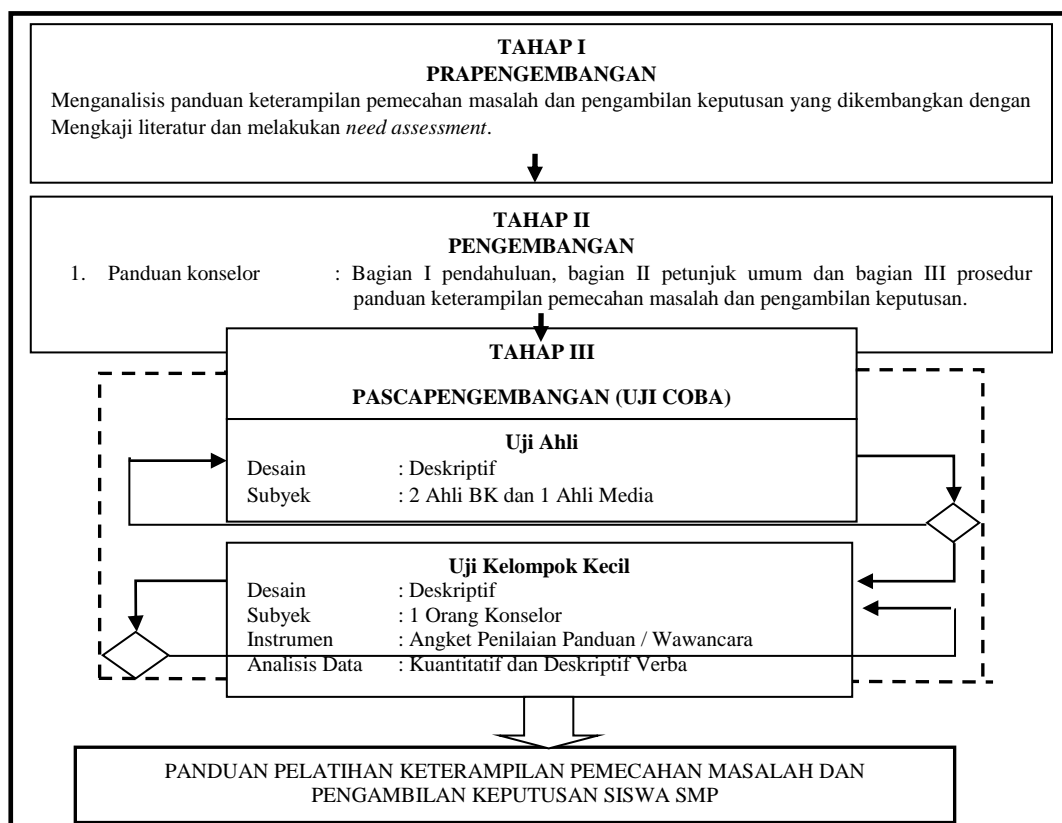 TAHAP I
PRAPENGEMBANGAN
Menganalisis panduan keterampilan pemecahan masalah dan pengambilan keputusan yang dikembangkan dengan
Mengkaji literatur dan melakukan need assessment.
TAHAP II
PENGEMBANGAN
1. Panduan konselor : Bagian I pendahuluan, bagian II petunjuk umum dan bagian III prosedur
panduan keterampilan pemecahan masalah dan pengambilan keputusan.
TAHAP III
PASCAPENGEMBANGAN (UJI COBA)
Uji Ahli
Desain : Deskriptif
Subyek : 2 Ahli BK dan 1 Ahli Media
Uji Kelompok Kecil
Desain : Deskriptif
Subyek : 1 Orang Konselor
Instrumen : Angket Penilaian Panduan / Wawancara
Analisis Data : Kuantitatif dan Deskriptif Verba
PANDUAN PELATIHAN KETERAMPILAN PEMECAHAN MASALAH DAN
PENGAMBILAN KEPUTUSAN SISWA SMP